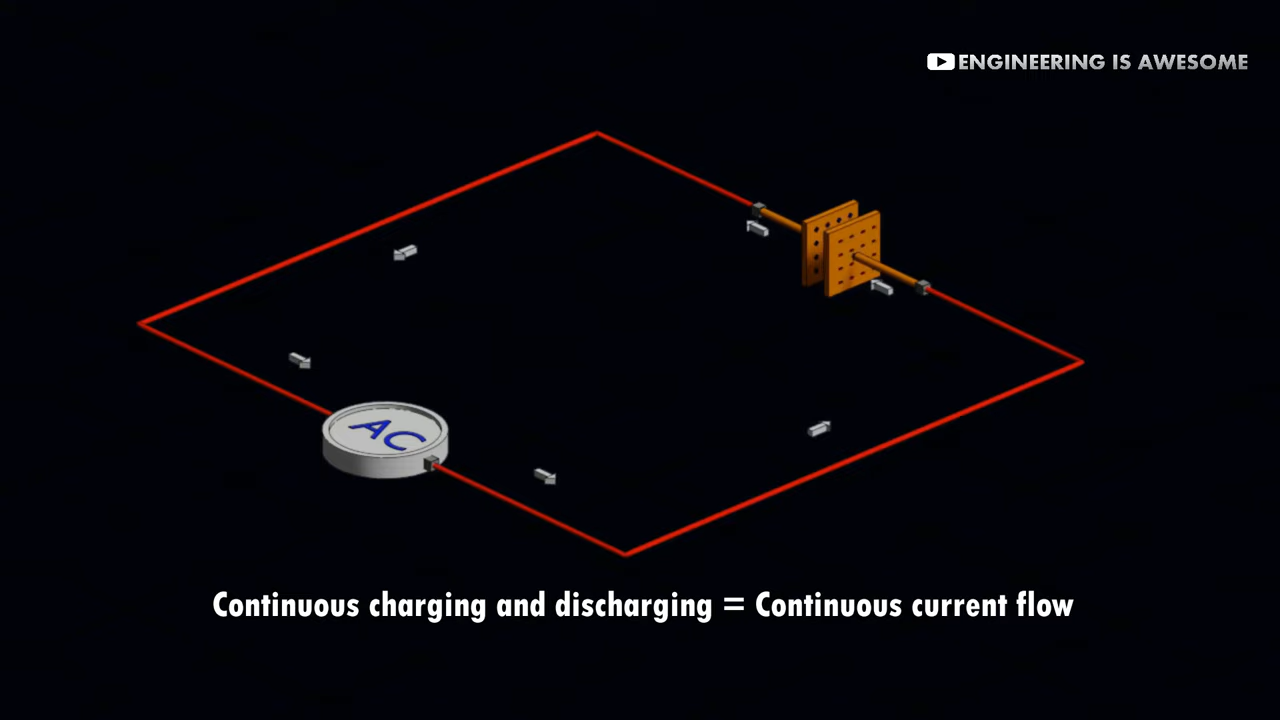 ENGINEERING IS AWESOME
AC
Continuous charging and discharging = Continuous current flow